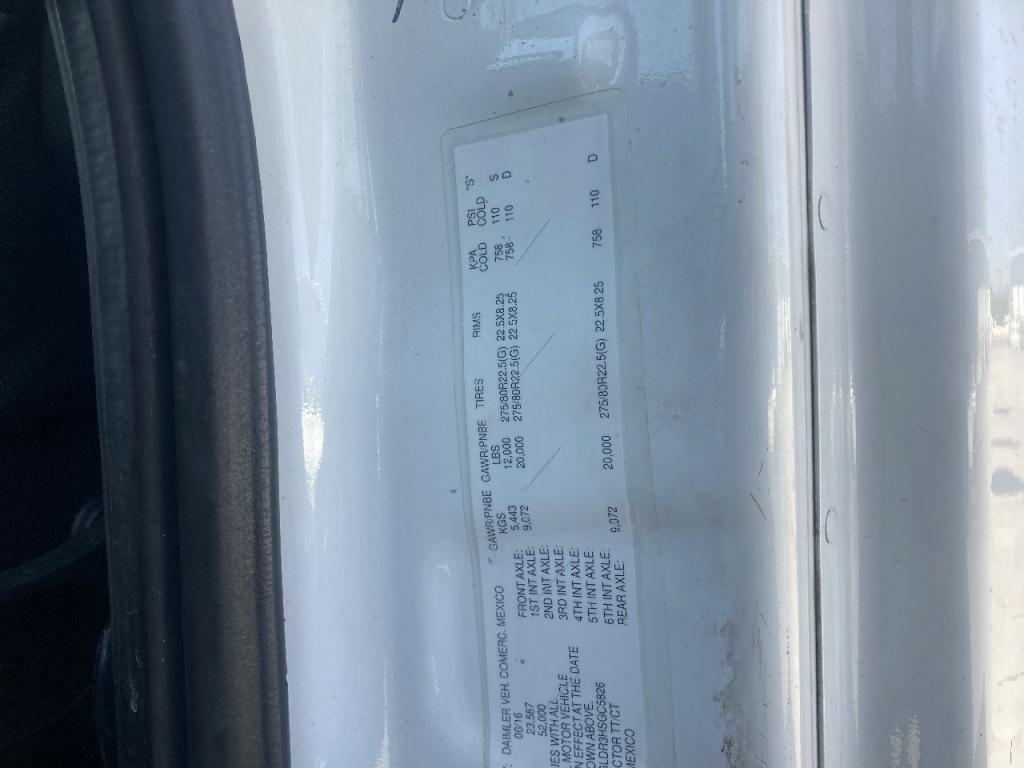 DAIMLER VEH. COMERC. MEXICO GAWR/PNBE GAWR/PNBE TIRES RIMS KPA PSI "S"
06/16 KGS LBS COLD COLD
23,587 FRONT AXLE: 5,443 12,000 275/80R22.5(G) 22.5X8.25 758 110 S
52,000 1ST INT AXLE: 9,072 20,000 275/80R22.5(G) 22.5X8.25 758 110 D
2ND INT AXLE:
3RD INT AXLE:
IES WITH ALL 4TH INT AXLE:
MOTOR VEHICLE 5TH INT AXLE:
N EFFECT AT THE DATE 6TH INT AXLE:
OWN ABOVE. REAR AXLE: 9,072 20,000 275/80R22.5(G) 22.5X8.25 758 110 D
GLDR3HSGC5826
CTOR TT/CT
MEXICO